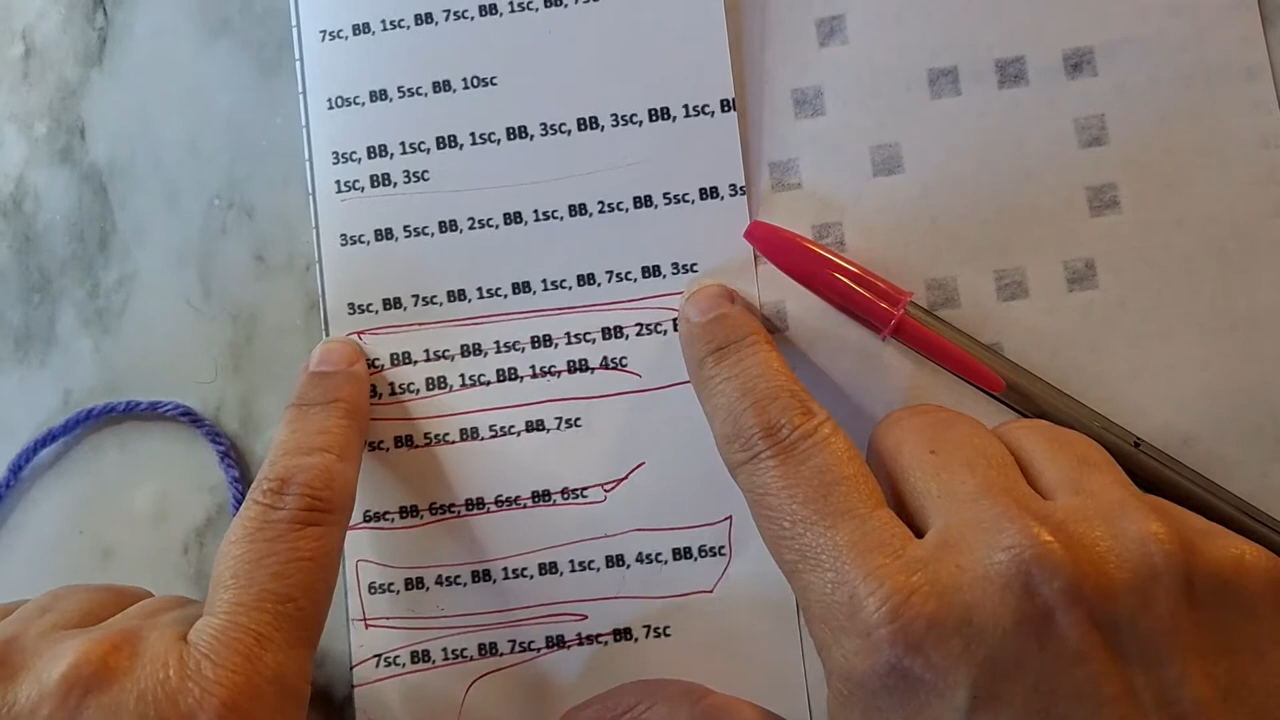 7sc, BB, 1sc, BB, 7sc, BB, 1sc, BB,
10sc, BB, 5sc, BB, 10sc
3sc, BB, 1sc, BB, 1sc, BB, 3sc, BB, 3sc, BB, 1sc,
1sc, BB, 3sc
3sc, BB, 5sc, BB, 2sc, BB, 1sc, BB, 2sc, BB, 5sc, BB,
3sc, BB, 7sc, BB, 1sc, BB, 1sc, BB, 7sc, BB, 3sc
BB, 1sc, BB, 1sc, BB, 1sc, BB, 2sc,
1sc, BB, 1sc, BB, 1sc, BB, 4sc
BB, 5sc, BB, 5sc, BB, 7sc
6sc, BB, 6sc, BB, 6sc, BB, 6sc
6sc, BB, 4sc, BB, 1sc, BB, 1sc, BB, 4sc, BB,6sc
7sc, BB, 1sc, BB, 7sc, BB, 1sc, BB, 7sc